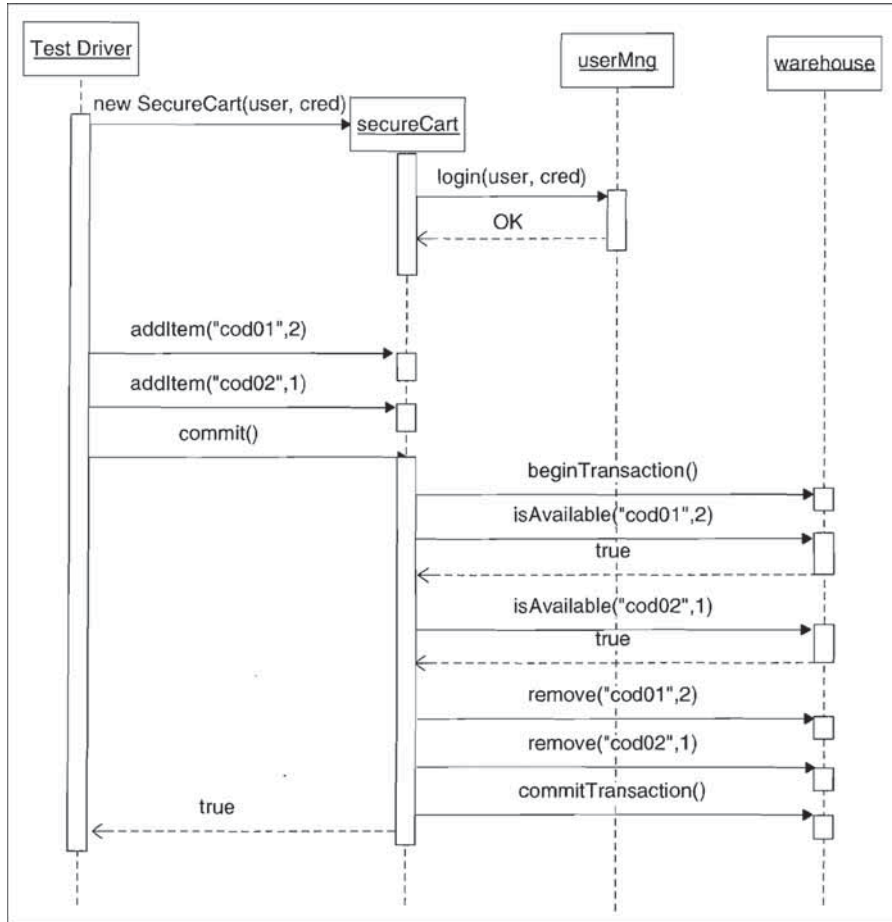 Test Driver
userMng
warehouse
new SecureCart(user, cred)
secureCart
login(user, cred)
OK
addItem("cod01",2)
addItem("cod02",1)
commit()
beginTransaction()
isAvailable("cod01",2)
true
isAvailable("cod02",1)
true
remove("cod01",2)
remove("cod02",1)
commitTransaction()
true